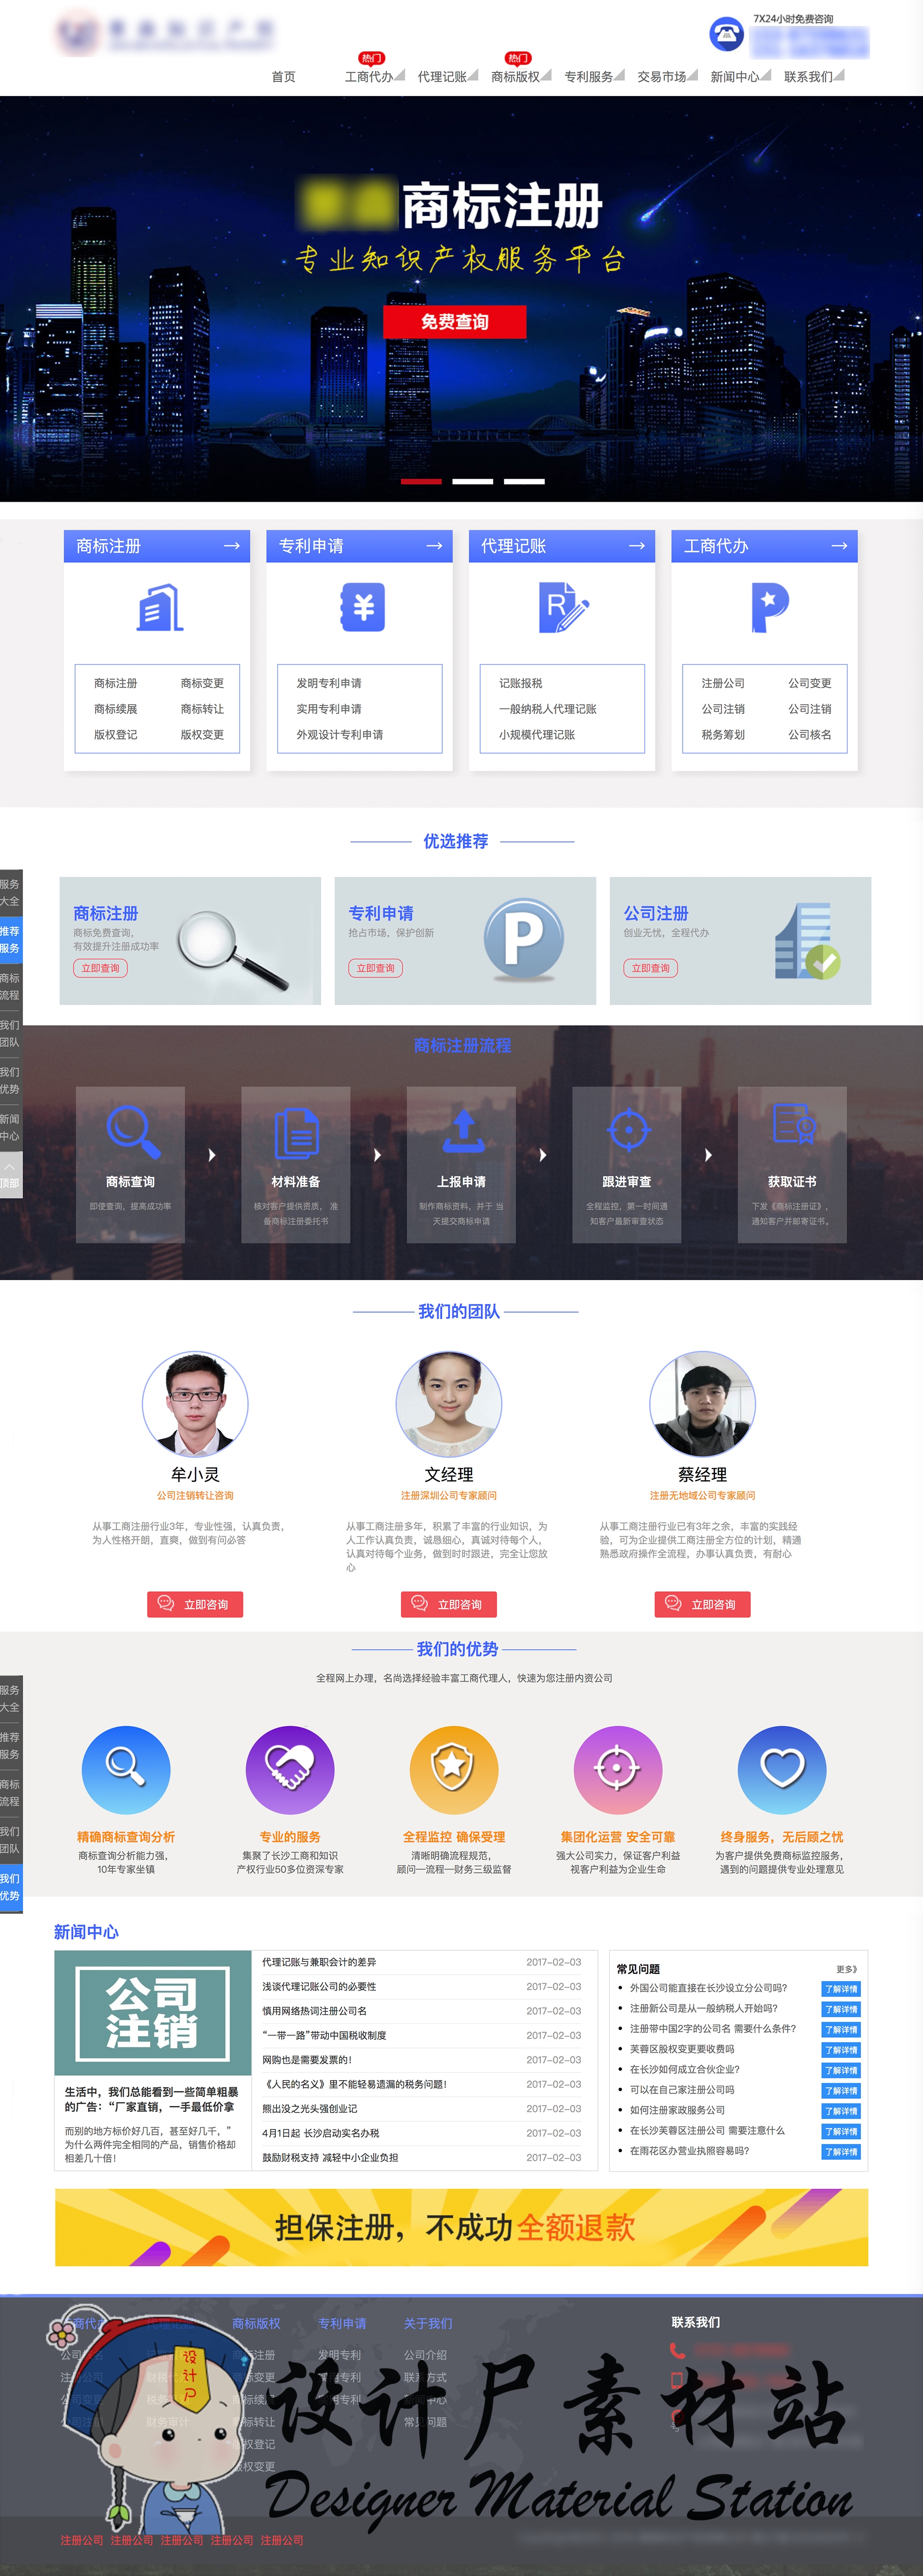 7X24小时免费咨询
热门
热门
首页
工商代办
代理记账
商标版权
专利服务
交易市场
新闻中心
联系我们
商标注册
专业知识产权服务平台
免费查询
商标注册
专利申请
代理记账
工商代办
商标注册 商标变更
商标续展 商标转让
版权登记 版权变更
发明专利申请
实用专利申请
外观设计专利申请
记账报税
一般纳税人代理记账
小规模代理记账
注册公司 公司变更
公司注销 公司注销
税务筹划 公司核名
优选推荐
商标注册
商标免费查询，
有效提升注册成功率
立即查询
专利申请
抢占市场，保护创新
立即查询
公司注册
创业无忧，全程代办
立即查询
服务
大全
推荐
服务
商标
流程
我们
团队
我们
优势
新闻
中心
顶部
商标注册流程
商标查询
即使查询，提高成功率
材料准备
核对客户提供资质， 准
备商标注册委托书
上报申请
制作商标资料，并于 当
天提交商标申请
跟进审查
全程监控，第一时间通
知客户最新审查状态
获取证书
下发《商标注册证》，
通知客户并邮寄证书。
我们的团队
牟小灵
公司注销转让咨询
从事工商注册行业3年，专业性强，认真负责，
为人性格开朗，直爽，做到有问必答
立即咨询
文经理
注册深圳公司专家顾问
从事工商注册多年，积累了丰富的行业知识，为
人工作认真负责，诚恳细心，真诚对待每个人，
认真对待每个业务，做到时时跟进，完全让您放
心
立即咨询
蔡经理
注册无地域公司专家顾问
从事工商注册行业已有3年之余，丰富的实践经
验，可为企业提供工商注册全方位的计划，精通
熟悉政府操作全流程，办事认真负责，有耐心
立即咨询
我们的优势
全程网上办理，名尚选择经验丰富工商代理人，快速为您注册内资公司
服务
大全
推荐
服务
商标
流程
我们
团队
我们
优势
精确商标查询分析
商标查询分析能力强，
10年专家坐镇
专业的服务
集聚了长沙工商和知识
产权行业50多位资深专家
全程监控 确保受理
清晰明确流程规范，
顾问—流程—财务三级监督
集团化运营 安全可靠
强大公司实力，保证客户利益
视客户利益为企业生命
终身服务，无后顾之忧
为客户提供免费商标监控服务，
遇到的问题提供专业处理意见
新闻中心
公司
注销
生活中，我们总能看到一些简单粗暴
的广告：“厂家直销，一手最低价拿
而别的地方标价好几百，甚至好几千，”
为什么两件完全相同的产品，销售价格却
相差几十倍！
代理记账与兼职会计的差异 2017-02-03
浅谈代理记账公司的必要性 2017-02-03
慎用网络热词注册公司名 2017-02-03
“一带一路”带动中国税收制度 2017-02-03
网购也是需要发票的！ 2017-02-03
《人民的名义》里不能轻易遗漏的税务问题！ 2017-02-03
熊出没之光头强创业记 2017-02-03
4月1日起 长沙启动实名办税 2017-02-03
鼓励财税支持 减轻中小企业负担 2017-02-03
常见问题 更多》
外国公司能直接在长沙设立分公司吗？ 了解详情
注册新公司是从一般纳税人开始吗？ 了解详情
注册带中国2字的公司名 需要什么条件？ 了解详情
芙蓉区股权变更要收费吗 了解详情
在长沙如何成立合伙企业？ 了解详情
可以在自己家注册公司吗 了解详情
如何注册家政服务公司 了解详情
在长沙芙蓉区注册公司 需要注意什么 了解详情
在雨花区办营业执照容易吗？ 了解详情
担保注册，不成功全额退款
商标版权
专利申请
发明专利
关于我们
公司介绍
联系方式
常见问题
联系我们
设计尸
设计尸素材站
Designer Material Station
注册公司 注册公司 注册公司 注册公司 注册公司